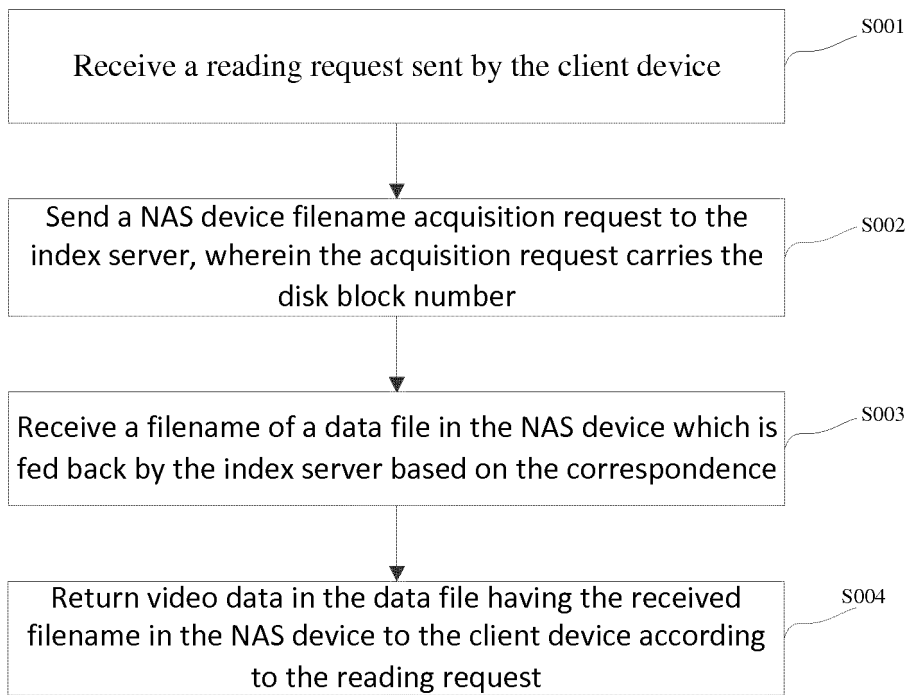 S001
Receive a reading request sent by the client device
Send a NAS device filename acquisition request to the
index server, wherein the acquisition request carries the
disk block number
S002
Receive a filename of a data file in the NAS device which is
fed back by the index server based on the correspondence
S003
Return video data in the data file having the received
filename in the NAS device to the client device according
to the reading request
S004